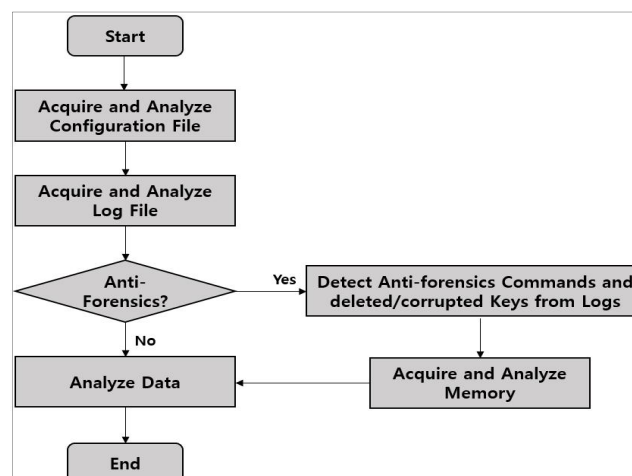 Start
Acquire and Analyze
Configuration File
Acquire and Analyze
Log File
Anti-
Forensics?
Yes
Detect Anti-forensics Commands and
deleted/corrupted Keys from Logs
No
Analyze Data
Acquire and Analyze
Memory
End